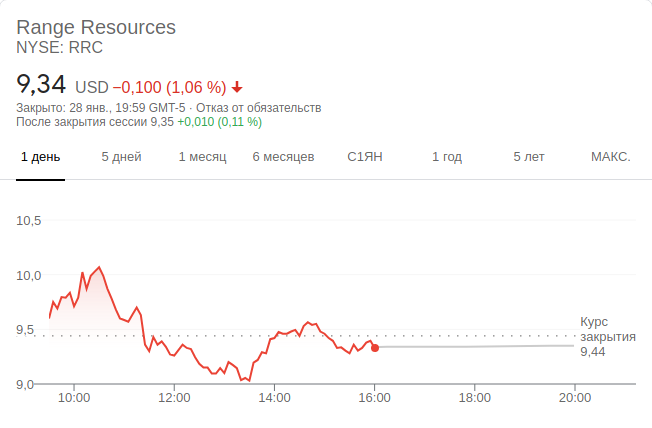 Range Resources
NYSE: RRC
9,34 USD −0,100 (1,06 %)
Закрыто: 28 янв., 19:59 GMT-5 · Отказ от обязательств
После закрытия сессии 9,35 +0,010 (0,11 %)
1 день 5 дней 1 месяц 6 месяцев С1ЯН 1 год 5 лет МАКС.
10,5
10,0
9,5
Курс
закрытия
9,44
9,0
10:00 12:00 14:00 16:00 18:00 20:00